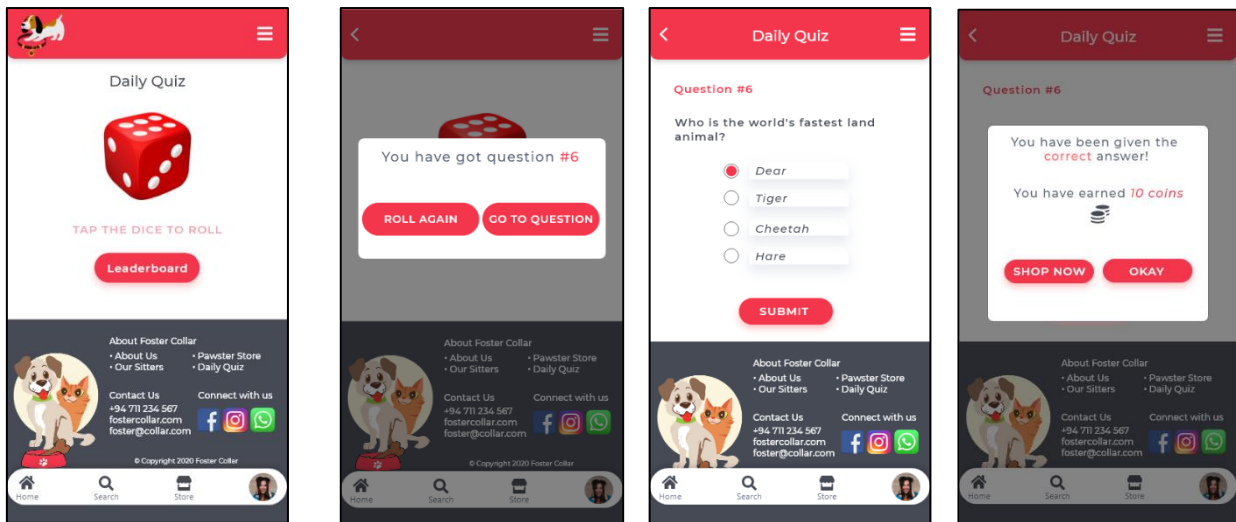 Daily Quiz
TAP THE DICE TO ROLL
Leaderboard
About Foster Collar
• About Us • Pawster Store
• Our Sitters • Daily Quiz
Contact Us Connect with us
+94 711 234 567
fostercollar.com
foster@collar.com
© Copyright 2020 Foster Collar
Home Search Store
You have got question #6
ROLL AGAIN GO TO QUESTION
About Foster Collar
• About Us • Pawster Store
• Our Sitters • Daily Quiz
Contact Us Connect with us
+94 711 234 567
fostercollar.com
foster@collar.com
© Copyright 2020 Foster Collar
Home Search Store
Daily Quiz
Question #6
Who is the world's fastest land
animal?
Dear
Tiger
Cheetah
Hare
SUBMIT
About Foster Collar
• About Us • Pawster Store
• Our Sitters • Daily Quiz
Contact Us Connect with us
+94 711 234 567
fostercollar.com
foster@collar.com
Home Search Store
Daily Quiz
Question #6
You have been given the
correct answer!
You have earned 10 coins
SHOP NOW OKAY
About Foster Collar
• About Us • Pawster Store
• Our Sitters • Daily Quiz
Contact Us Connect with us
+94 711 234 567
fostercollar.com
foster@collar.com
Home Search Store